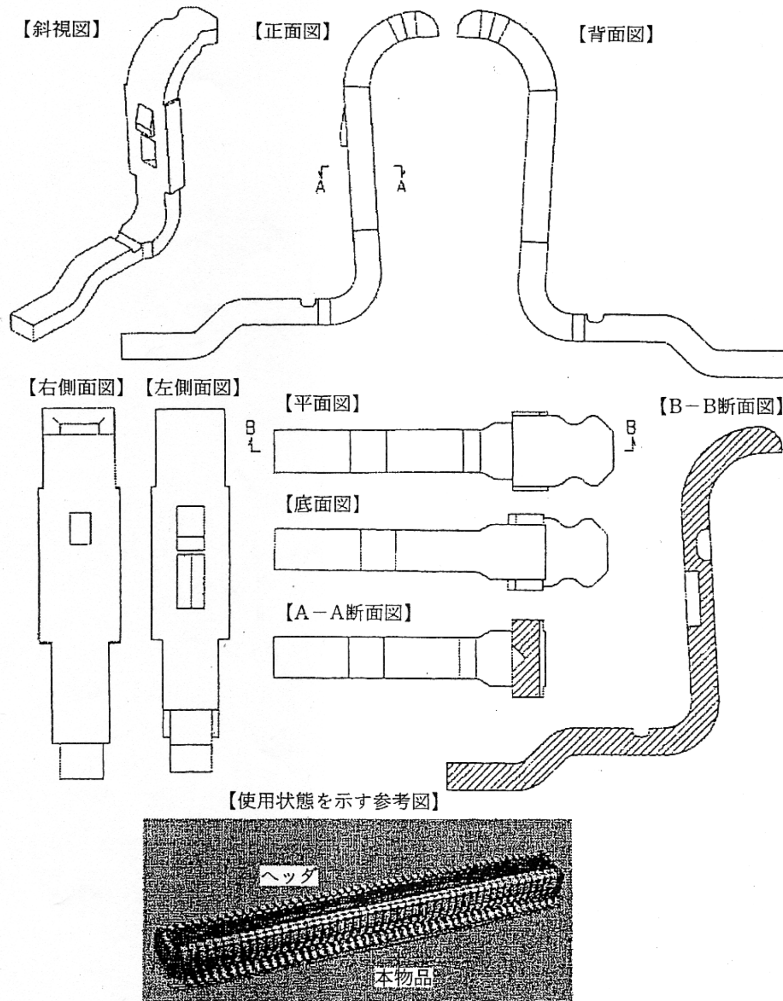 【斜視図】 【正面図】 【背面図】
A A
【右側面図】 【左側面図】 【平面図】 【B-B断面図】
B B
【底面図】
【A-A断面図】
【使用状態を示す参考図】
ヘッダ
本物品